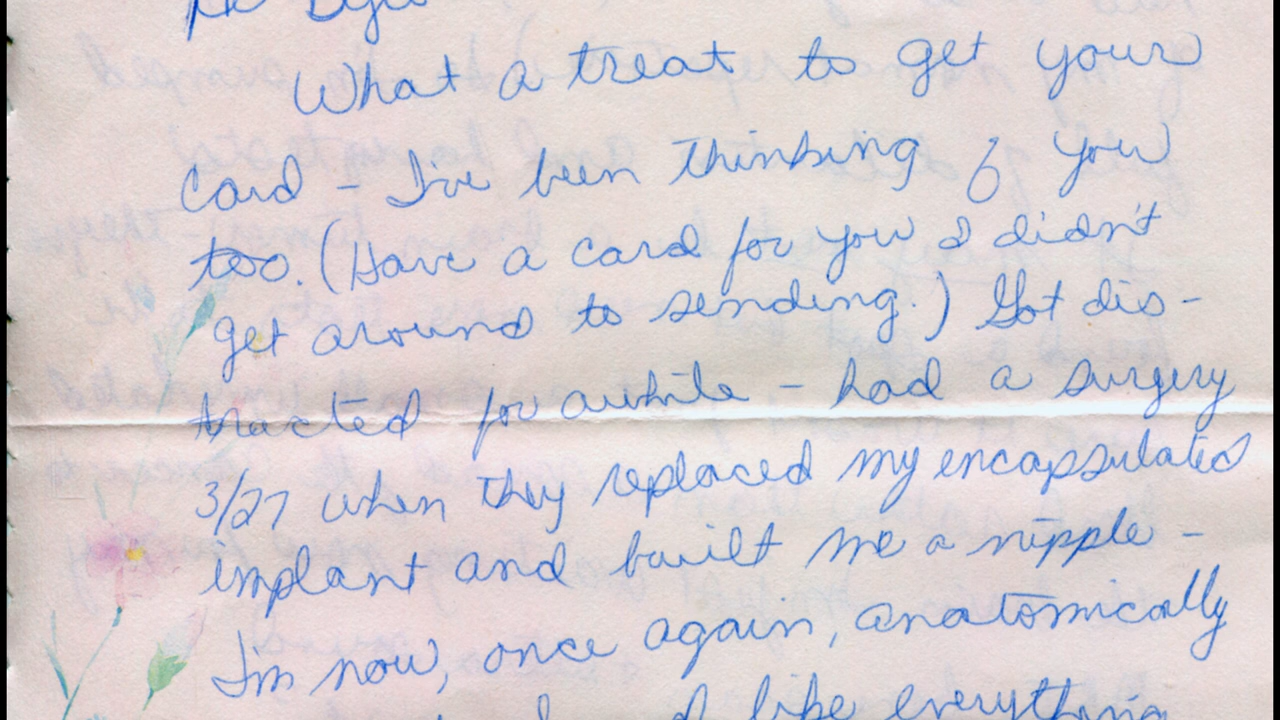 What a treat to get your
card - I've been thinking of you
too. (Have a card for you I didn't
get around to sending.) Got dis-
tracted for awhile - had a surgery
3/27 when they replaced my encapsulated
implant and built me a nipple -
I'm now, once again, anatomically
like everything